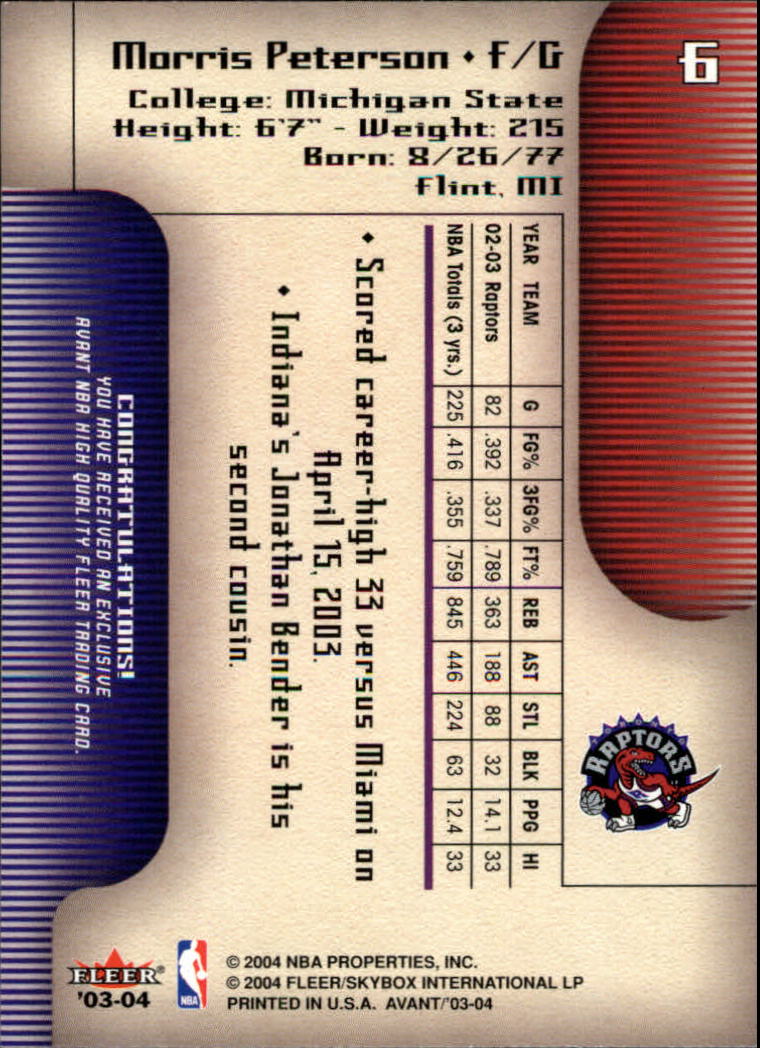 6
Morris Peterson • F/G
College: Michigan State
Height: 6'7" - Weight: 215
Born: 8/26/77
Flint, MI
YEAR TEAM G FG% 3FG% FT% REB AST STL BLK PPG HI
02-03 Raptors 82 .392 .337 .789 363 188 88 32 14.1 33
NBA Totals (3 yrs.) 225 .416 .355 .759 845 446 224 63 12.4 33
• Scored career-high 33 versus Miami on
April 15, 2003.
• Indiana's Jonathan Bender is his
second cousin.
CONGRATULATIONS!
YOU HAVE RECEIVED AN EXCLUSIVE
AVANT NBA HIGH QUALITY FLEER TRADING CARD.
RAPTORS
FLEER®
'03-04
NBA
© 2004 NBA PROPERTIES, INC.
© 2004 FLEER/SKYBOX INTERNATIONAL LP
PRINTED IN U.S.A. AVANT/'03-04